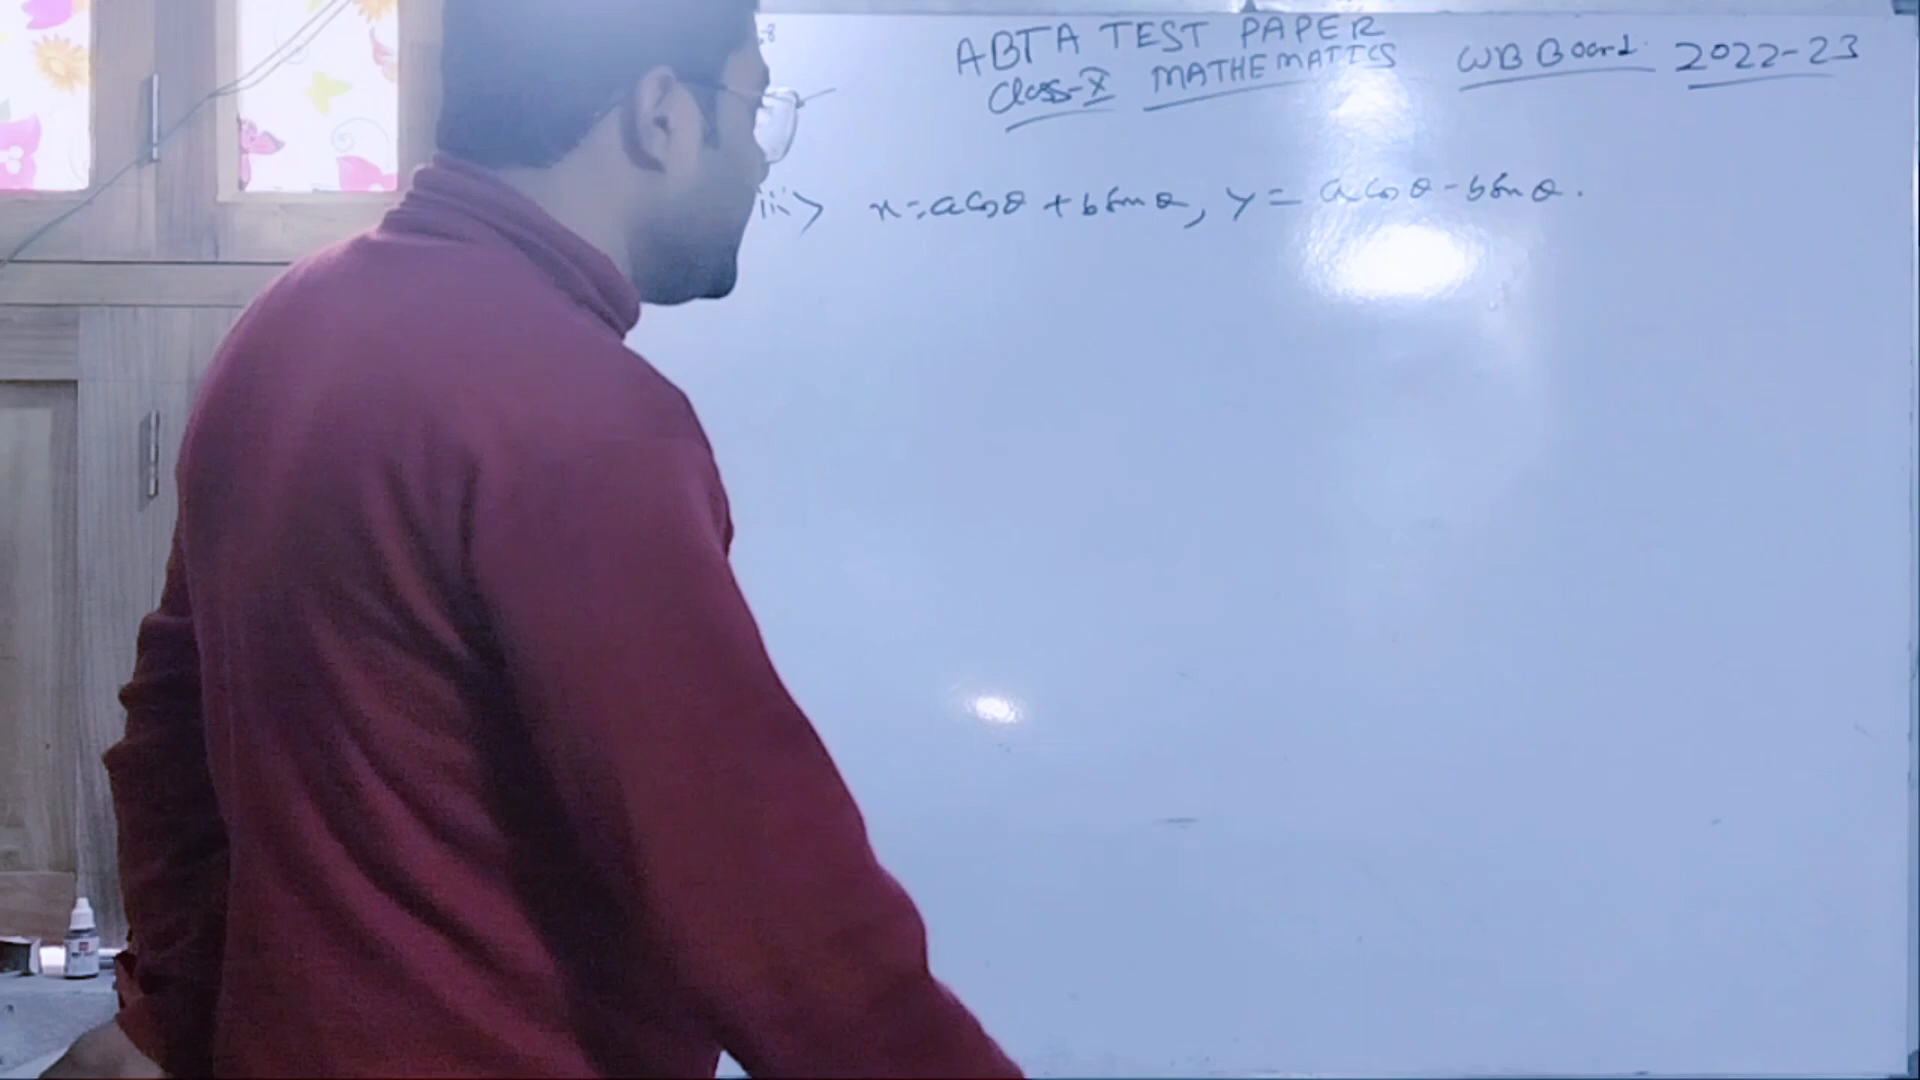 ABTA TEST PAPER
Class-X MATHEMATICS WB Board. 2022-23
iii> x=acosθ + bsinθ, y = acosθ - bsinθ.